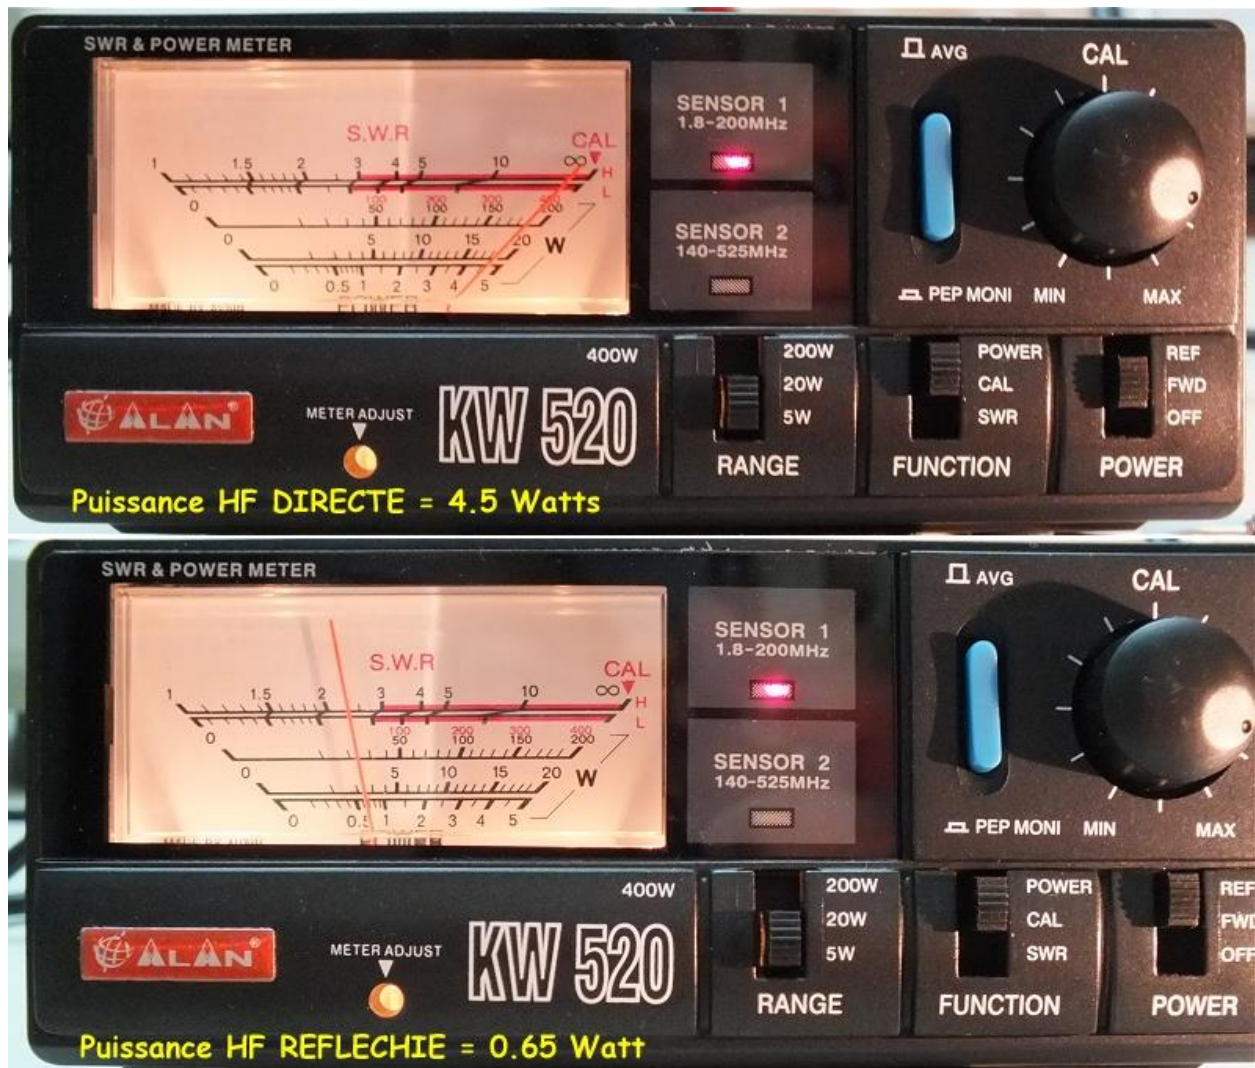 SWR & POWER METER
S.W.R
CAL
1 1.5 2 3 4 5 10 ∞
H
L
100 200 300 400
0 50 100 150 200
0 5 10 15 20
W
0 0.5 1 2 3 4 5
POWER
SENSOR 1
1.8-200MHz
SENSOR 2
140-525MHz
AVG
CAL
PEP MONI
MIN
MAX
400W
ALAN®
METER ADJUST
KW 520
200W
20W
5W
RANGE
POWER
CAL
SWR
FUNCTION
REF
FWD
OFF
POWER
Puissance HF DIRECTE = 4.5 Watts
SWR & POWER METER
S.W.R
CAL
1 1.5 2 3 4 5 10 ∞
H
L
100 200 300 400
0 50 100 150 200
0 5 10 15 20
W
0 0.5 1 2 3 4 5
SENSOR 1
1.8-200MHz
SENSOR 2
140-525MHz
AVG
CAL
PEP MONI
MIN
MAX
400W
ALAN®
METER ADJUST
KW 520
200W
20W
5W
RANGE
POWER
CAL
SWR
FUNCTION
REF
FWD
OFF
POWER
Puissance HF REFLECHIE = 0.65 Watt